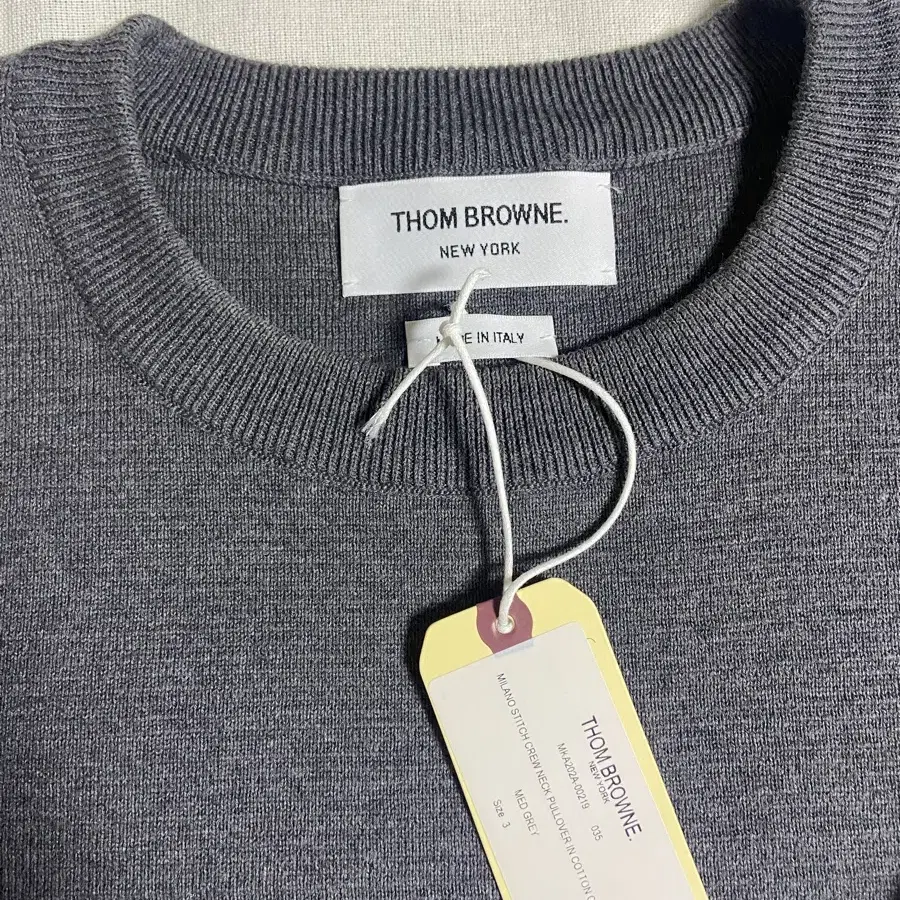 THOM BROWNE.
NEW YORK
IN ITALY
THOM BROWNE.
NEW YORK
MKA202A-00219 035
MILANO STITCH CREW NECK PULLOVER IN COTTON
MED GREY
Size 3